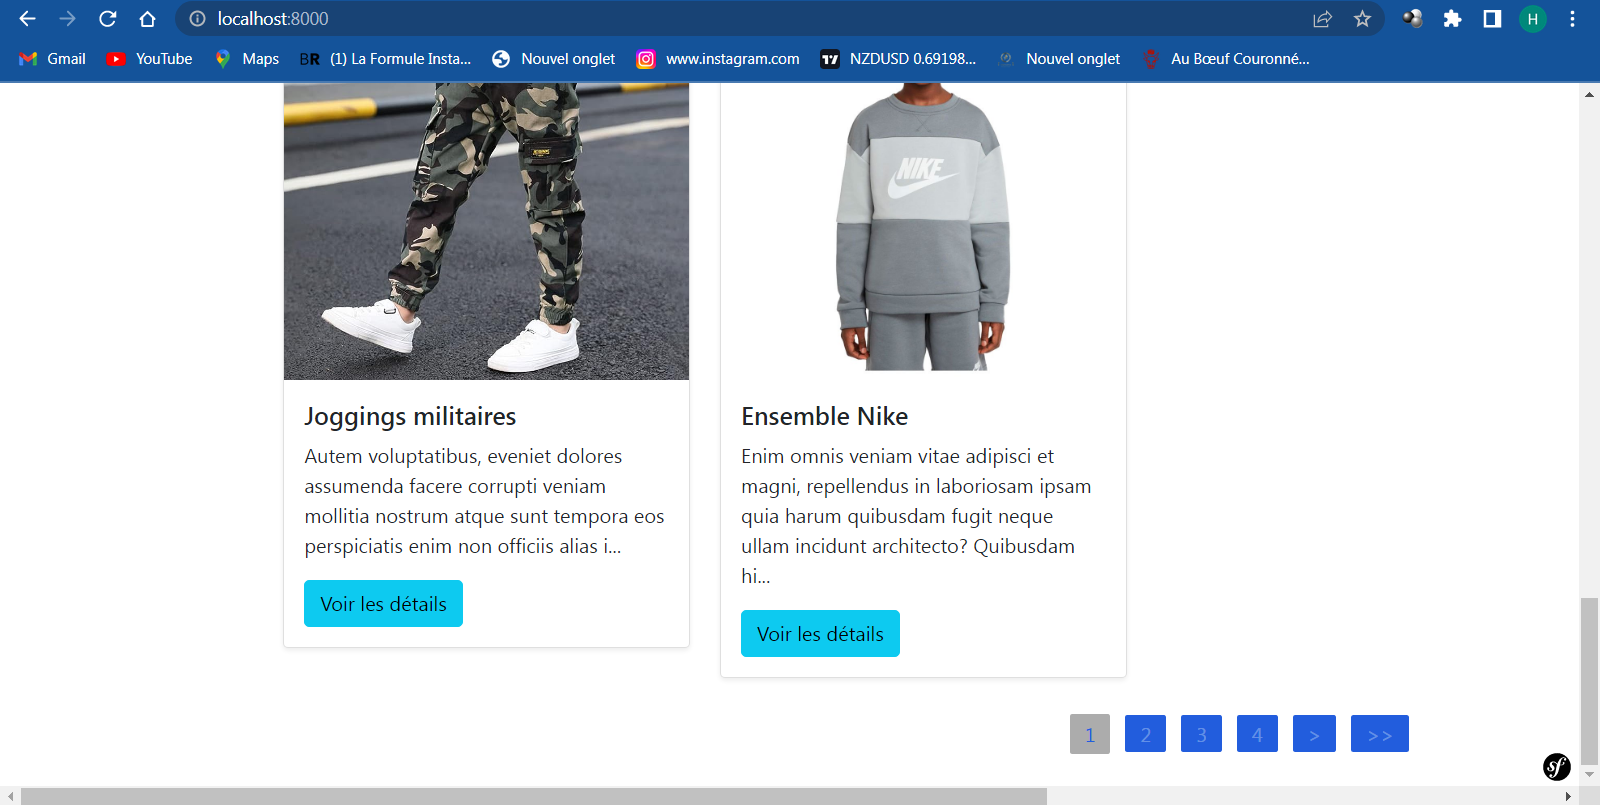 localhost:8000
H
Gmail
YouTube
Maps
BR
(1) La Formule Insta...
Nouvel onglet
www.instagram.com
NZDUSD 0.69198...
Nouvel onglet
Au Bœuf Couronné...
NIKE
Joggings militaires
Autem voluptatibus, eveniet dolores
assumenda facere corrupti veniam
mollitia nostrum atque sunt tempora eos
perspiciatis enim non officiis alias i...
Voir les détails
Ensemble Nike
Enim omnis veniam vitae adipisci et
magni, repellendus in laboriosam ipsam
quia harum quibusdam fugit neque
ullam incidunt architecto? Quibusdam
hi...
Voir les détails
1 2 3 4 > >>
sf